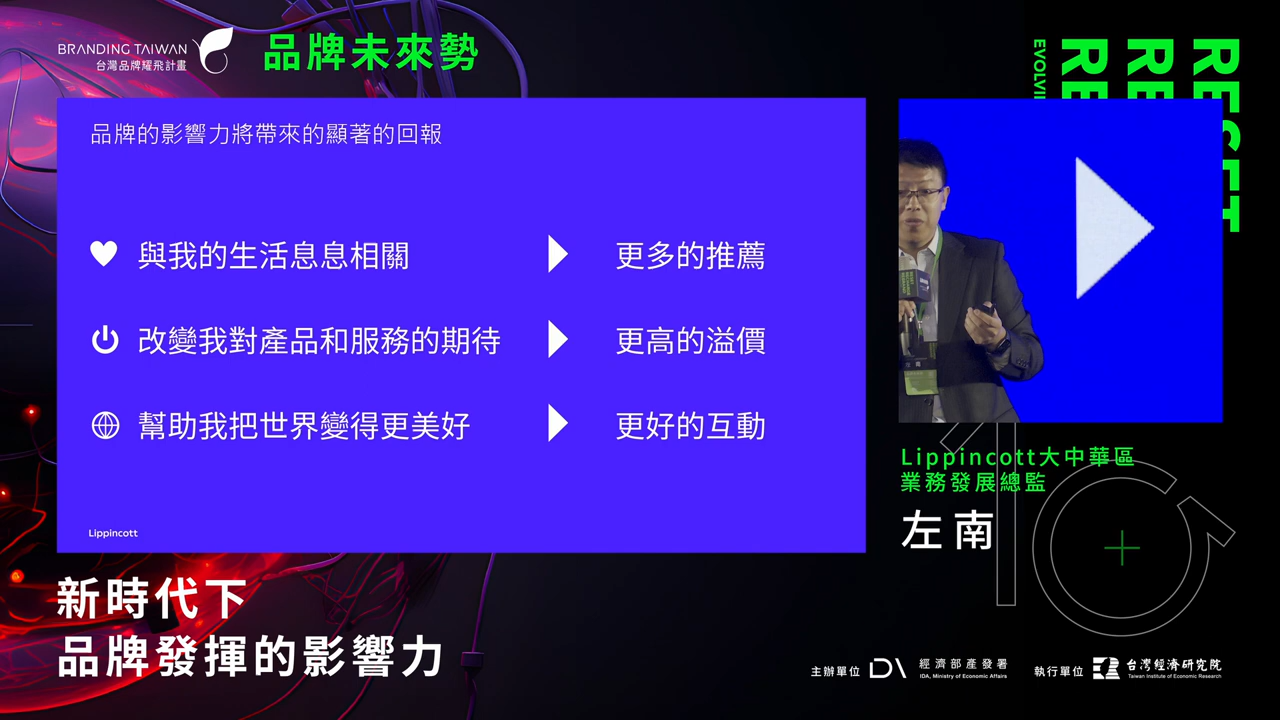 BRANDING TAIWAN
台灣品牌耀飛計畫
品牌未來勢
品牌的影響力將帶來的顯著的回報
與我的生活息息相關
更多的推薦
改變我對產品和服務的期待
更高的溢價
幫助我把世界變得更美好
更好的互動
Lippincott
RESET
RE
RE
EVOLVI
Lippincott大中華區
業務發展總監
左南
新時代下
品牌發揮的影響力
主辦單位
經濟部產發署
IDA, Ministry of Economic Affairs
執行單位
台灣經濟研究院
Taiwan Institute of Economic Research